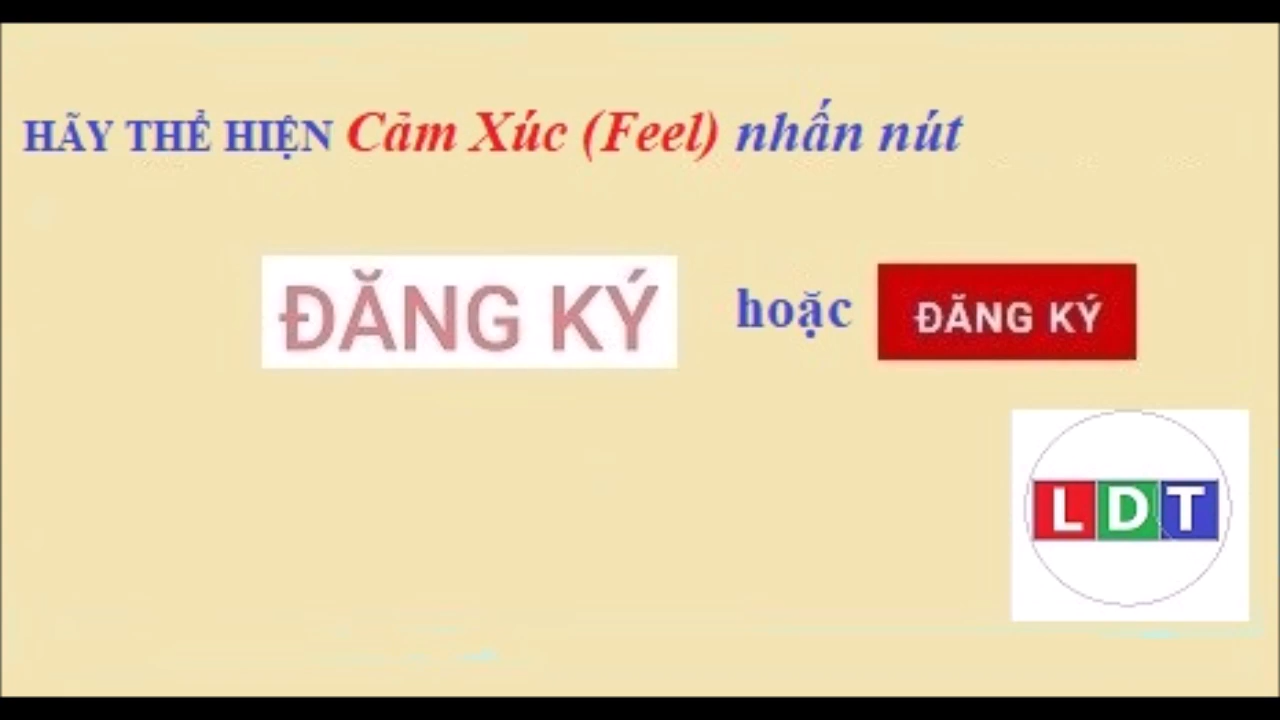 HÃY THỂ HIỆN Cảm Xúc (Feel) nhấn nút
ĐĂNG KÝ hoặc ĐĂNG KÝ
LDT